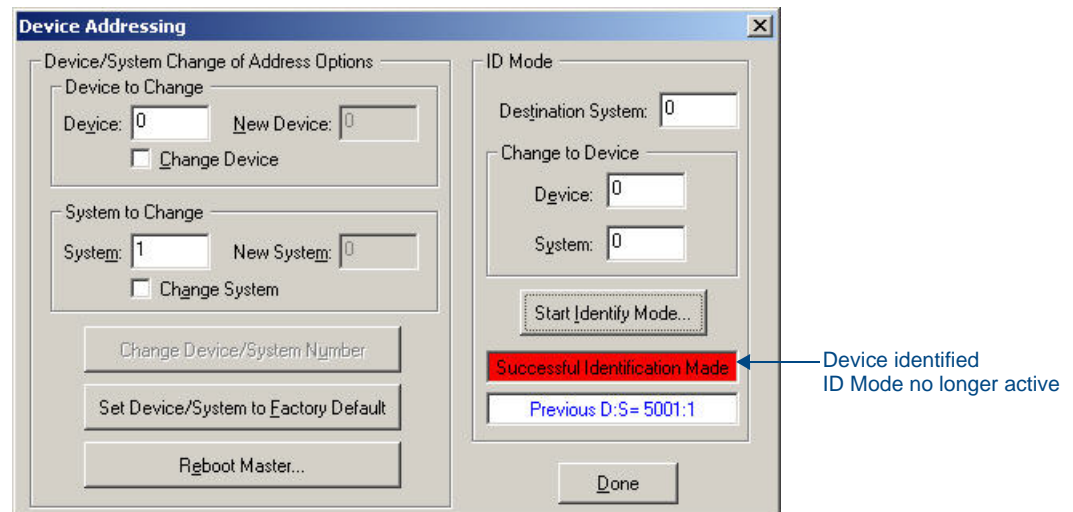 Device Addressing
Device/System Change of Address Options
Device to Change
Device: 0 New Device: 0
Change Device
System to Change
System: 1 New System: 0
Change System
Change Device/System Number
Set Device/System to Factory Default
Reboot Master...
ID Mode
Destination System: 0
Change to Device
Device: 0
System: 0
Start Identify Mode...
Successful Identification Made
Previous D:S= 5001:1
Done
Device identified
ID Mode no longer active